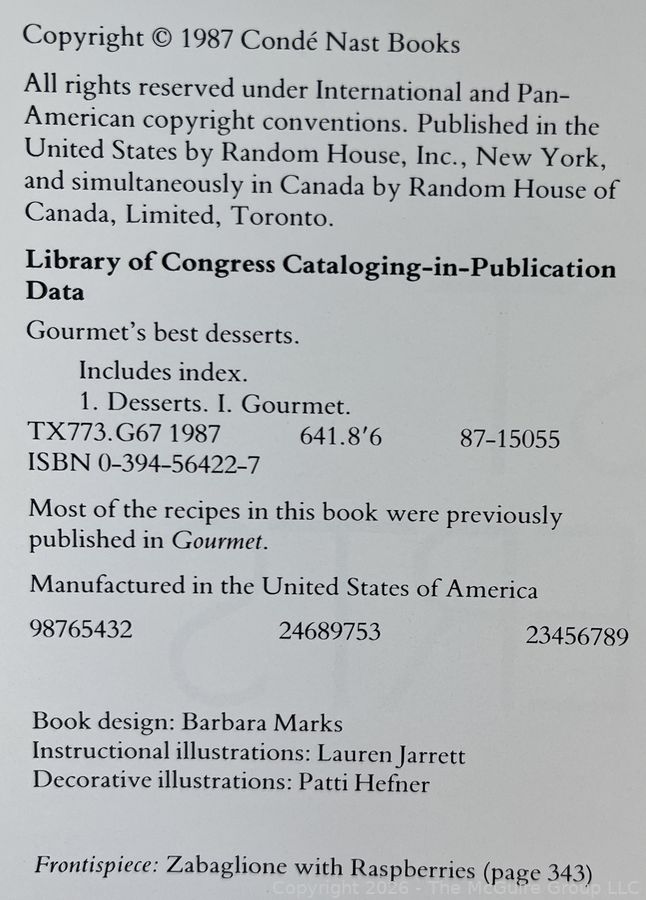 Copyright © 1987 Condé Nast Books
All rights reserved under International and Pan-
American copyright conventions. Published in the
United States by Random House, Inc., New York,
and simultaneously in Canada by Random House of
Canada, Limited, Toronto.
Library of Congress Cataloging-in-Publication
Data
Gourmet's best desserts.
Includes index.
1. Desserts. I. Gourmet.
TX773.G67 1987 641.8′6 87-15055
ISBN 0-394-56422-7
Most of the recipes in this book were previously
published in Gourmet.
Manufactured in the United States of America
98765432 24689753 23456789
Book design: Barbara Marks
Instructional illustrations: Lauren Jarrett
Decorative illustrations: Patti Hefner
Frontispiece: Zabaglione with Raspberries (page 343)
Copyright 2026 - The McGuire Group LLC